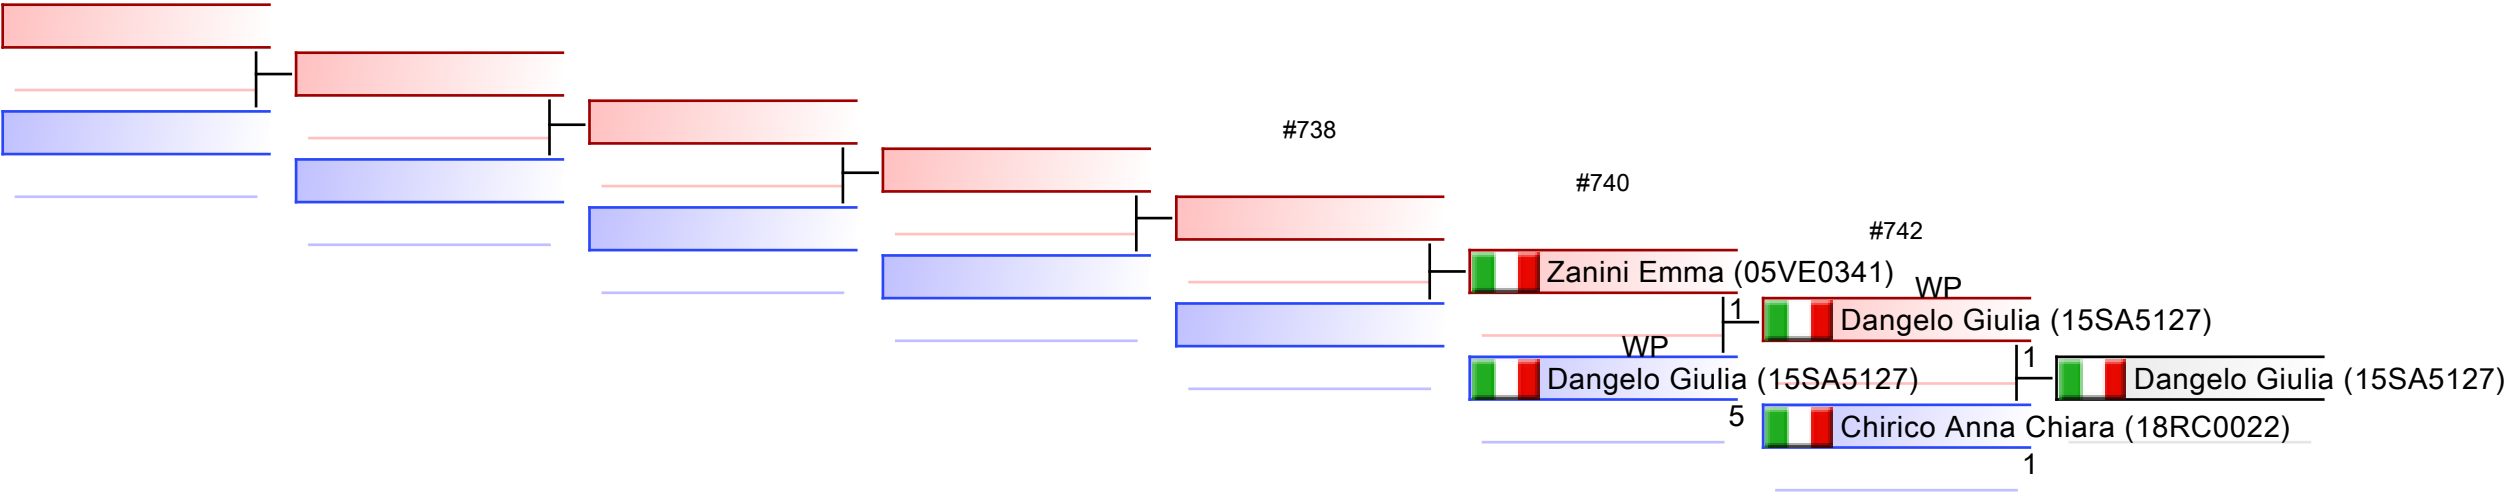 #738
#740
#742
Zanini Emma (05VE0341)
WP
1
Dangelo Giulia (15SA5127)
WP
1
Dangelo Giulia (15SA5127)
Dangelo Giulia (15SA5127)
5
Chirico Anna Chiara (18RC0022)
1